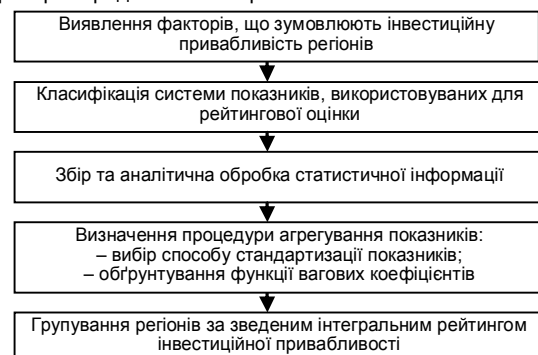 Виявлення факторів, що зумовлюють інвестиційну
привабливість регіонів
Класифікація системи показників, використовуваних для
рейтингової оцінки
Збір та аналітична обробка статистичної інформації
Визначення процедури агрегування показників:
– вибір способу стандартизації показників;
– обґрунтування функції вагових коефіцієнтів
Групування регіонів за зведеним інтегральним рейтингом
інвестиційної привабливості